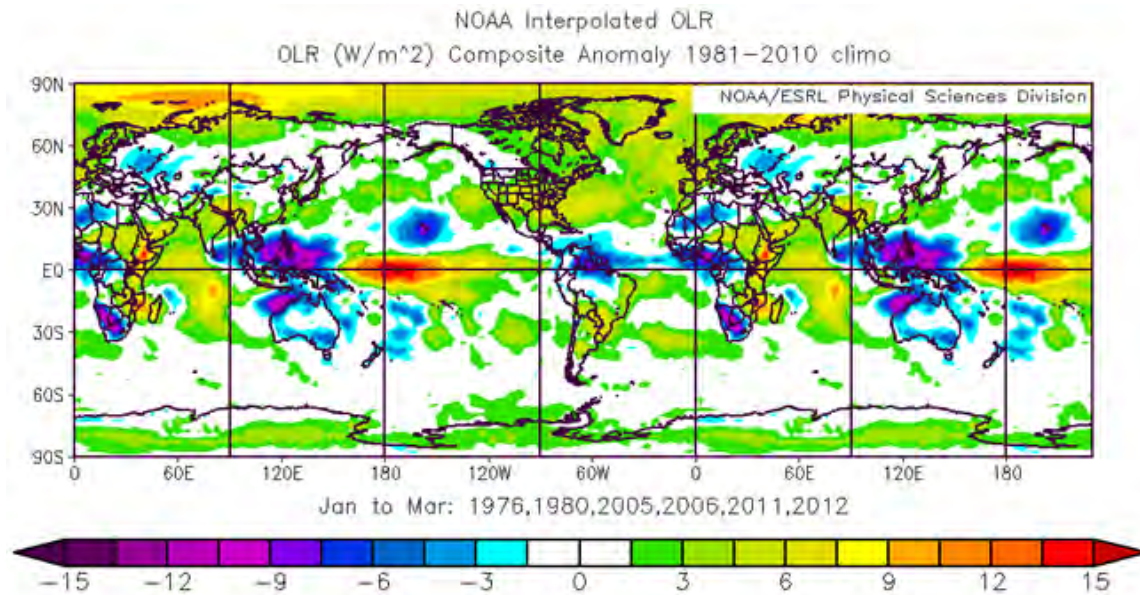 NOAA Interpolated OLR
OLR (W/m^2) Composite Anomaly 1981-2010 climo
NOAA/ESRL Physical Sciences Division
90N
60N
30N
EQ
30S
60S
90S
0 60E 120E 180 120W 60W 0 60E 120E 180
Jan to Mar: 1976,1980,2005,2006,2011,2012
-15 -12 -9 -6 -3 0 3 6 9 12 15